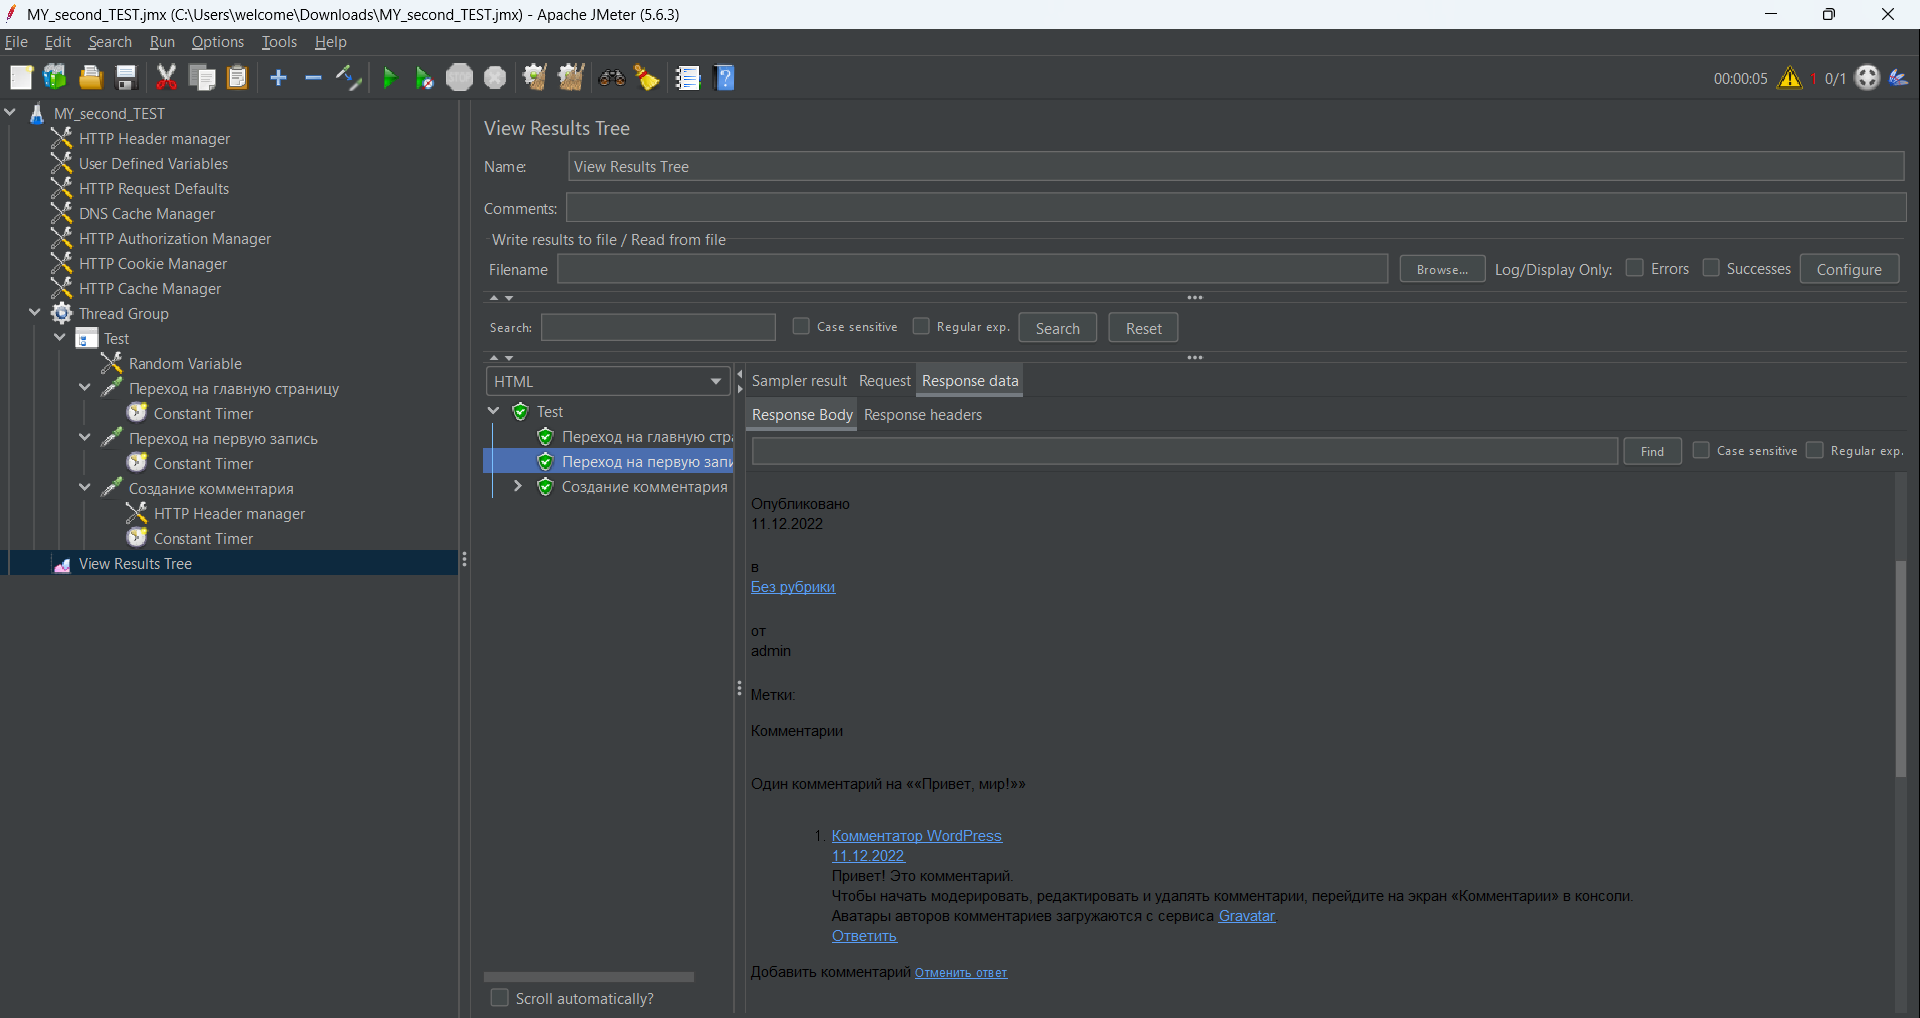 MY_second_TEST.jmx (C:\Users\welcome\Downloads\MY_second_TEST.jmx) - Apache JMeter (5.6.3)
File Edit Search Run Options Tools Help
STOP
00:00:05 1 0/1
MY_second_TEST
HTTP Header manager
User Defined Variables
HTTP Request Defaults
DNS Cache Manager
HTTP Authorization Manager
HTTP Cookie Manager
HTTP Cache Manager
Thread Group
Test
Random Variable
Переход на главную страницу
Constant Timer
Переход на первую запись
Constant Timer
Создание комментария
HTTP Header manager
Constant Timer
View Results Tree
View Results Tree
Name: View Results Tree
Comments:
Write results to file / Read from file
Filename Browse... Log/Display Only: Errors Successes Configure
Search: Case sensitive Regular exp. Search Reset
HTML
Test
Переход на главную стра
Переход на первую запи
Создание комментария
Scroll automatically?
Sampler result Request Response data
Response Body Response headers
Find Case sensitive Regular exp.
Опубликовано
11.12.2022
в
Без рубрики
от
admin
Метки:
Комментарии
Один комментарий на ««Привет, мир!»»
1. Комментатор WordPress
11.12.2022
Привет! Это комментарий.
Чтобы начать модерировать, редактировать и удалять комментарии, перейдите на экран «Комментарии» в консоли.
Аватары авторов комментариев загружаются с сервиса Gravatar
Ответить
Добавить комментарий Отменить ответ